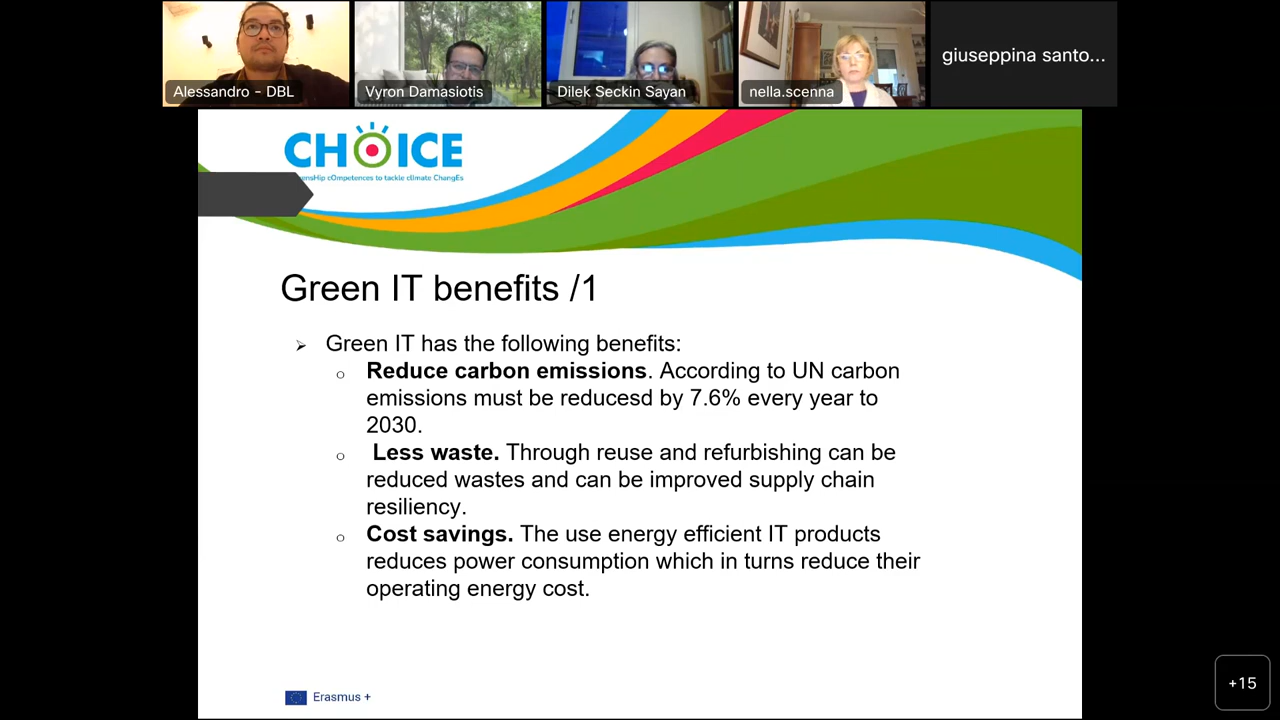 Alessandro - DBL
Vyron Damasiotis
Dilek Seckin Sayan
nella.scenna
giuseppina santo...
CHOICE
cOmpetences to tackle clImate ChangEs
Green IT benefits /1
Green IT has the following benefits:
Reduce carbon emissions. According to UN carbon
emissions must be reducesd by 7.6% every year to
2030.
Less waste. Through reuse and refurbishing can be
reduced wastes and can be improved supply chain
resiliency.
Cost savings. The use energy efficient IT products
reduces power consumption which in turns reduce their
operating energy cost.
Erasmus +
+15